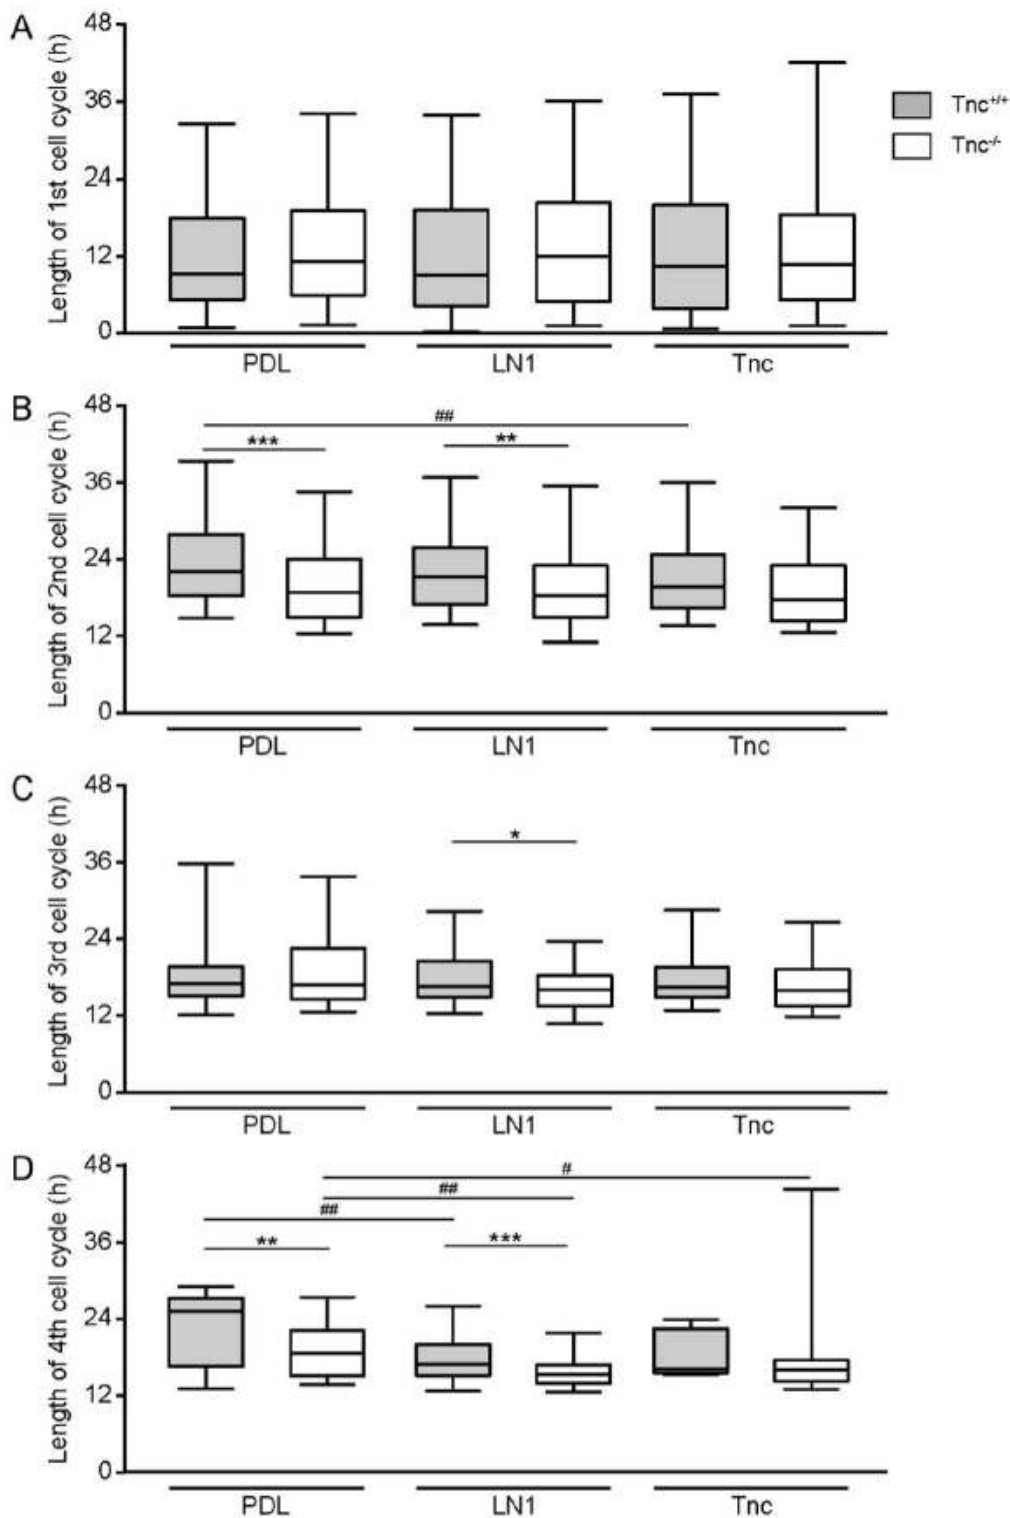 A
Length of 1st cell cycle (h)
48
36
24
12
0
PDL
LN1
Tnc
Tnc+/+
Tnc-/-
B
Length of 2nd cell cycle (h)
48
36
24
12
0
##
***
**
PDL
LN1
Tnc
C
Length of 3rd cell cycle (h)
48
36
24
12
0
*
PDL
LN1
Tnc
D
Length of 4th cell cycle (h)
48
36
24
12
0
#
##
##
**
***
PDL
LN1
Tnc